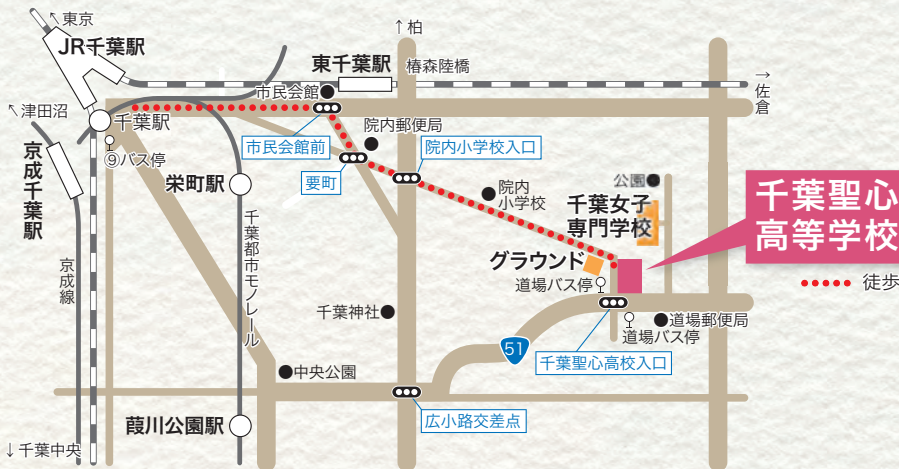 ↖東京
JR千葉駅
↑柏
東千葉駅
椿森陸橋
→佐倉
市民会館
↖津田沼
千葉駅
⑨バス停
京成千葉駅
市民会館前
院内郵便局
院内小学校入口
要町
栄町駅
院内
小学校
公園
千葉女子
専門学校
千葉聖心
高等学校
グラウンド
道場バス停
徒歩
京成線
千葉都市モノレール
千葉神社
道場郵便局
道場バス停
51
千葉聖心高校入口
中央公園
広小路交差点
葭川公園駅
↓千葉中央